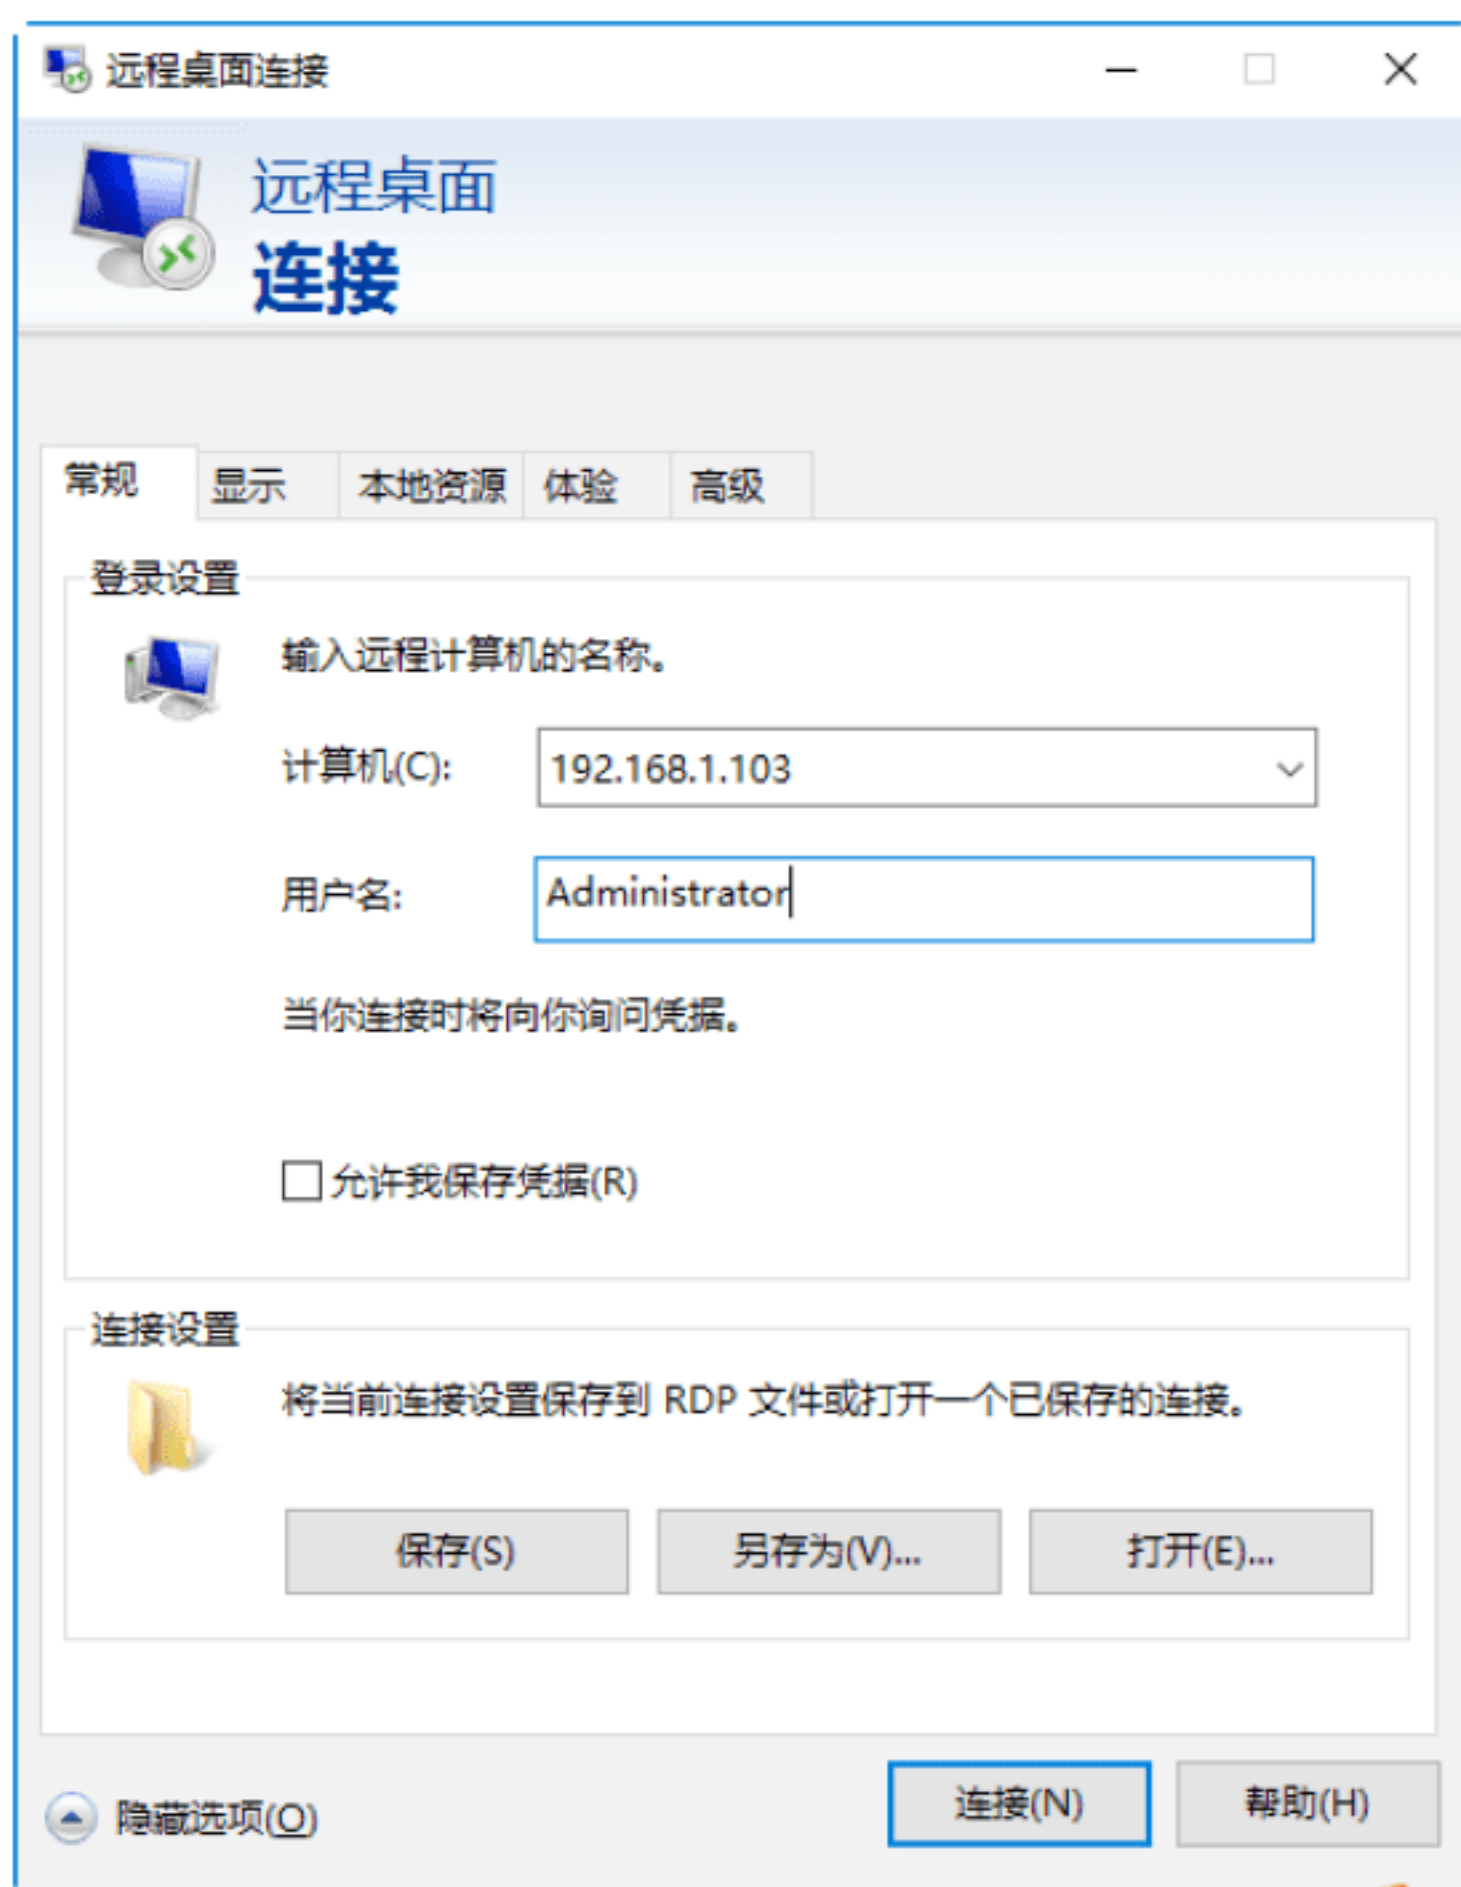 远程桌面连接
远程桌面
连接
常规 显示 本地资源 体验 高级
登录设置
输入远程计算机的名称。
计算机(C): 192.168.1.103
用户名: Administrator
当你连接时将向你询问凭据。
允许我保存凭据(R)
连接设置
将当前连接设置保存到 RDP 文件或打开一个已保存的连接。
保存(S) 另存为(V)... 打开(E)...
隐藏选项(O) 连接(N) 帮助(H)